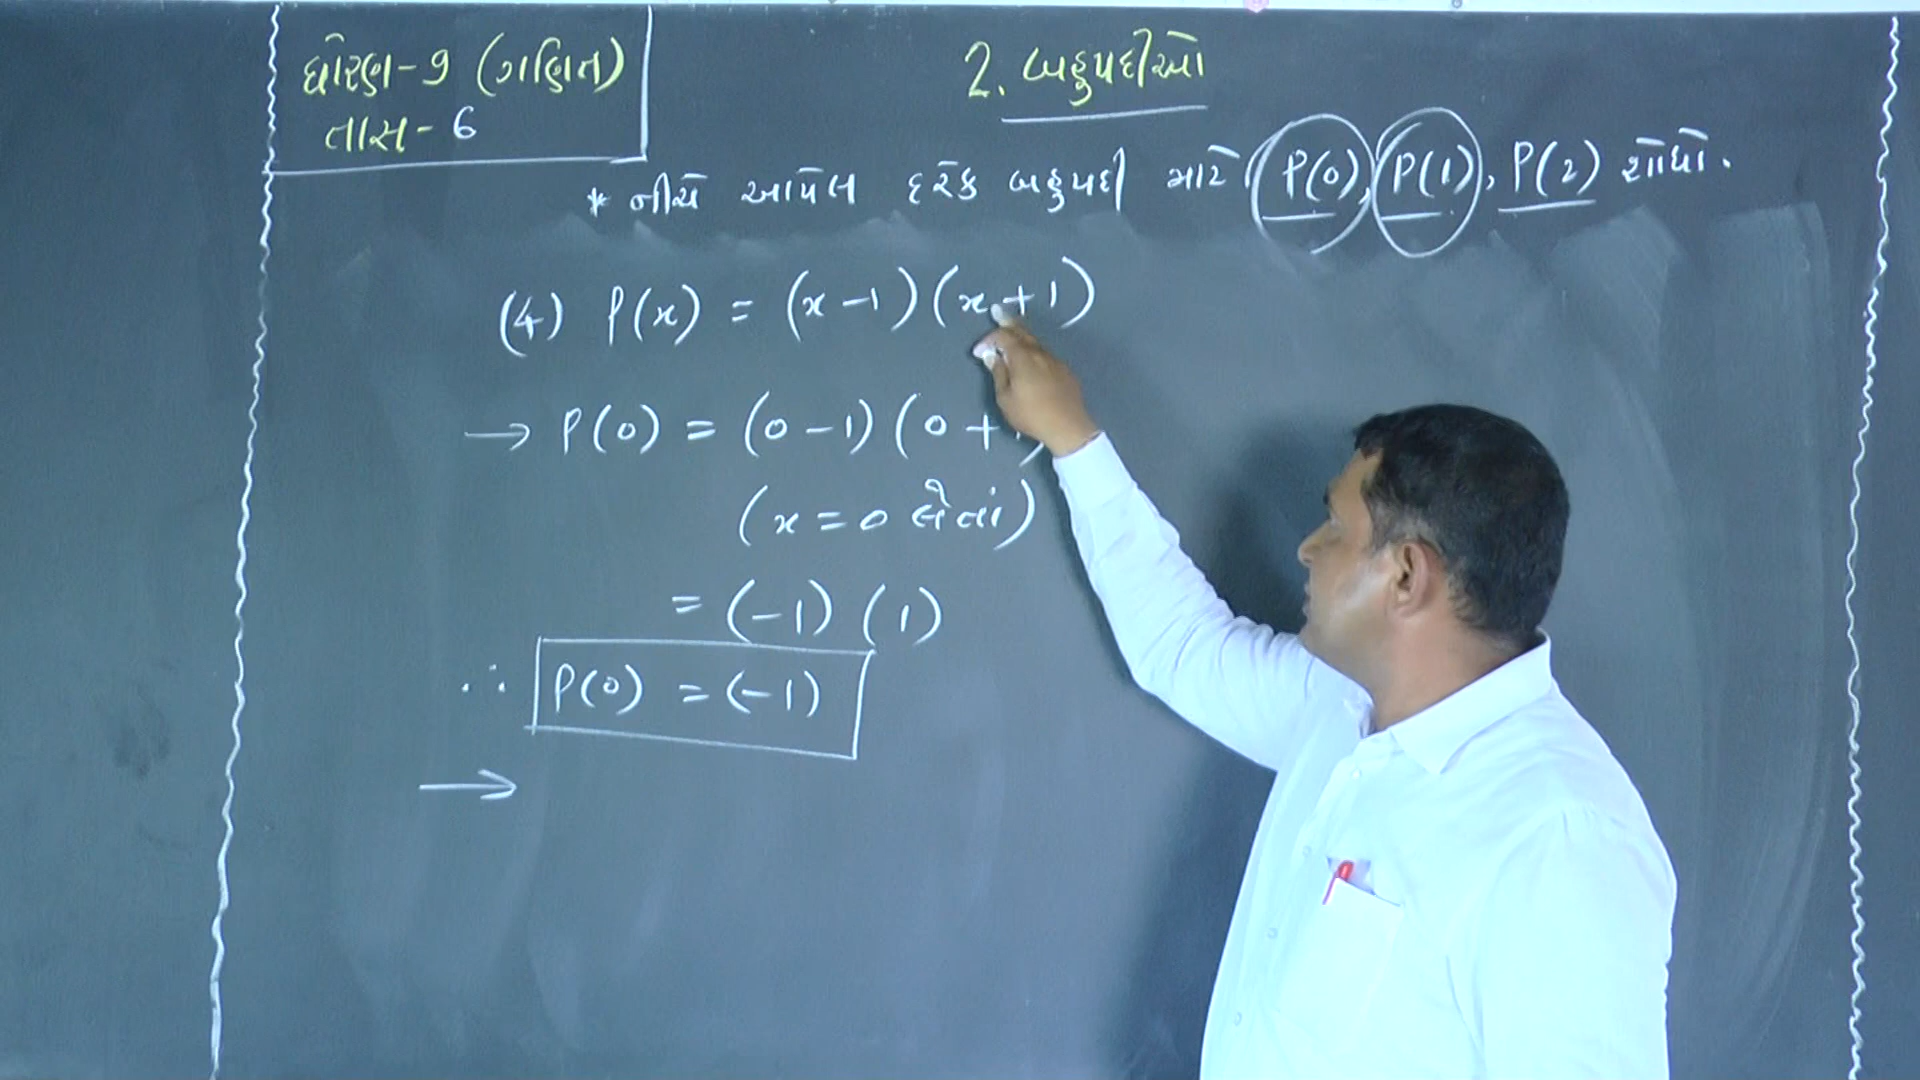 ધોરણ-9 (ગણિત)
તાસ-6
2. બહુપદીઓ
* નીચે આપેલ દરેક બહુપદી માટે P(0), P(1), P(2) શોધો.
(4) P(x) = (x-1)(x+1)
→ P(0) = (0-1)(0+1)
(x=0 લેતાં)
= (-1)(1)
∴ P(0) = (-1)
→